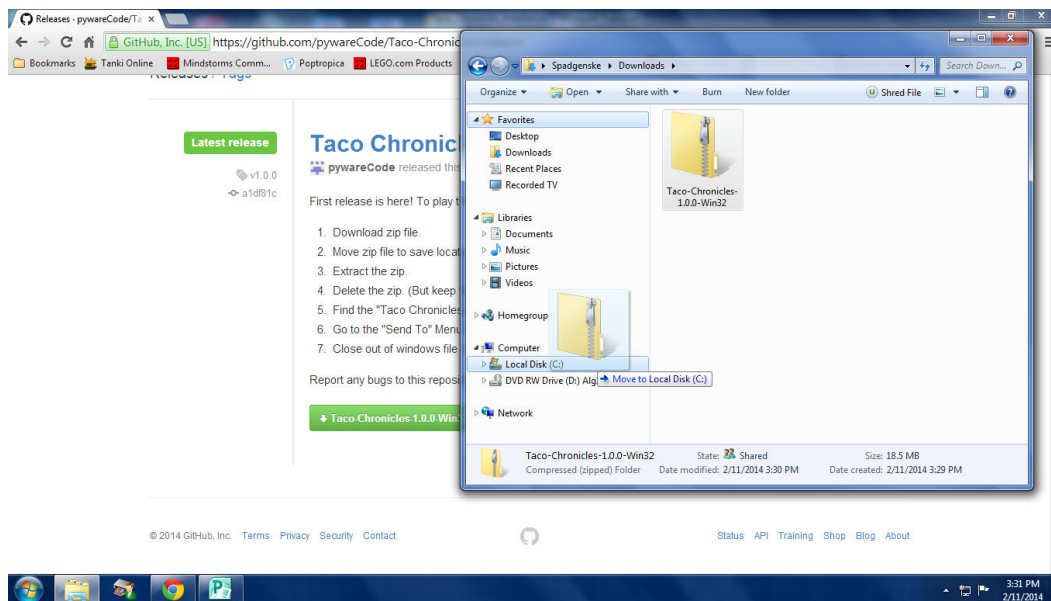 Releases · pywareCode/Ta
GitHub, Inc. [US] https://github.com/pywareCode/Taco-Chronic
Bookmarks Tanki Online Mindstorms Comm... Poptropica LEGO.com Products
Releases / Tags
Latest release
v1.0.0
a1df81c
Taco Chronic
pywareCode released this
First release is here! To play t
1. Download zip file.
2. Move zip file to save locat
3. Extract the zip.
4. Delete the zip. (But keep
5. Find the "Taco Chronicles
6. Go to the "Send To" Menu
7. Close out of windows file
Report any bugs to this reposi
Taco-Chronicles-1.0.0-Win
© 2014 GitHub, Inc. Terms Privacy Security Contact
Status API Training Shop Blog About
Spadgenske Downloads
Search Down...
Organize Open Share with Burn New folder Shred File
Favorites
Desktop
Downloads
Recent Places
Recorded TV
Libraries
Documents
Music
Pictures
Videos
Homegroup
Computer
Local Disk (C:)
DVD RW Drive (D:) Alg
Network
Taco-Chronicles-
1.0.0-Win32
Move to Local Disk (C:)
Taco-Chronicles-1.0.0-Win32 State: Shared Size: 18.5 MB
Compressed (zipped) Folder Date modified: 2/11/2014 3:30 PM Date created: 2/11/2014 3:29 PM
3:31 PM
2/11/2014